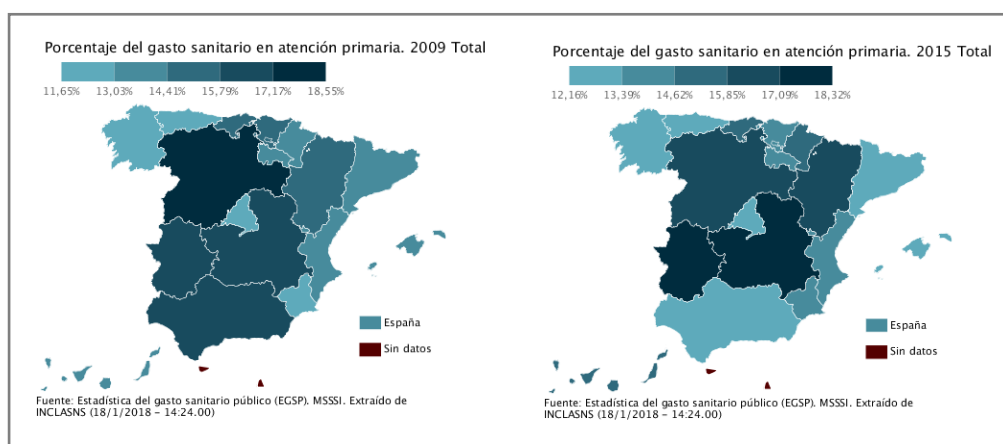 Porcentaje del gasto sanitario en atención primaria. 2009 Total
11,65% 13,03% 14,41% 15,79% 17,17% 18,55%
España
Sin datos
Fuente: Estadística del gasto sanitario público (EGSP). MSSSI. Extraído de
INCLASNS (18/1/2018 - 14:24.00)
Porcentaje del gasto sanitario en atención primaria. 2015 Total
12,16% 13,39% 14,62% 15,85% 17,09% 18,32%
España
Sin datos
Fuente: Estadística del gasto sanitario público (EGSP). MSSSI. Extraído de
INCLASNS (18/1/2018 - 14:24.00)